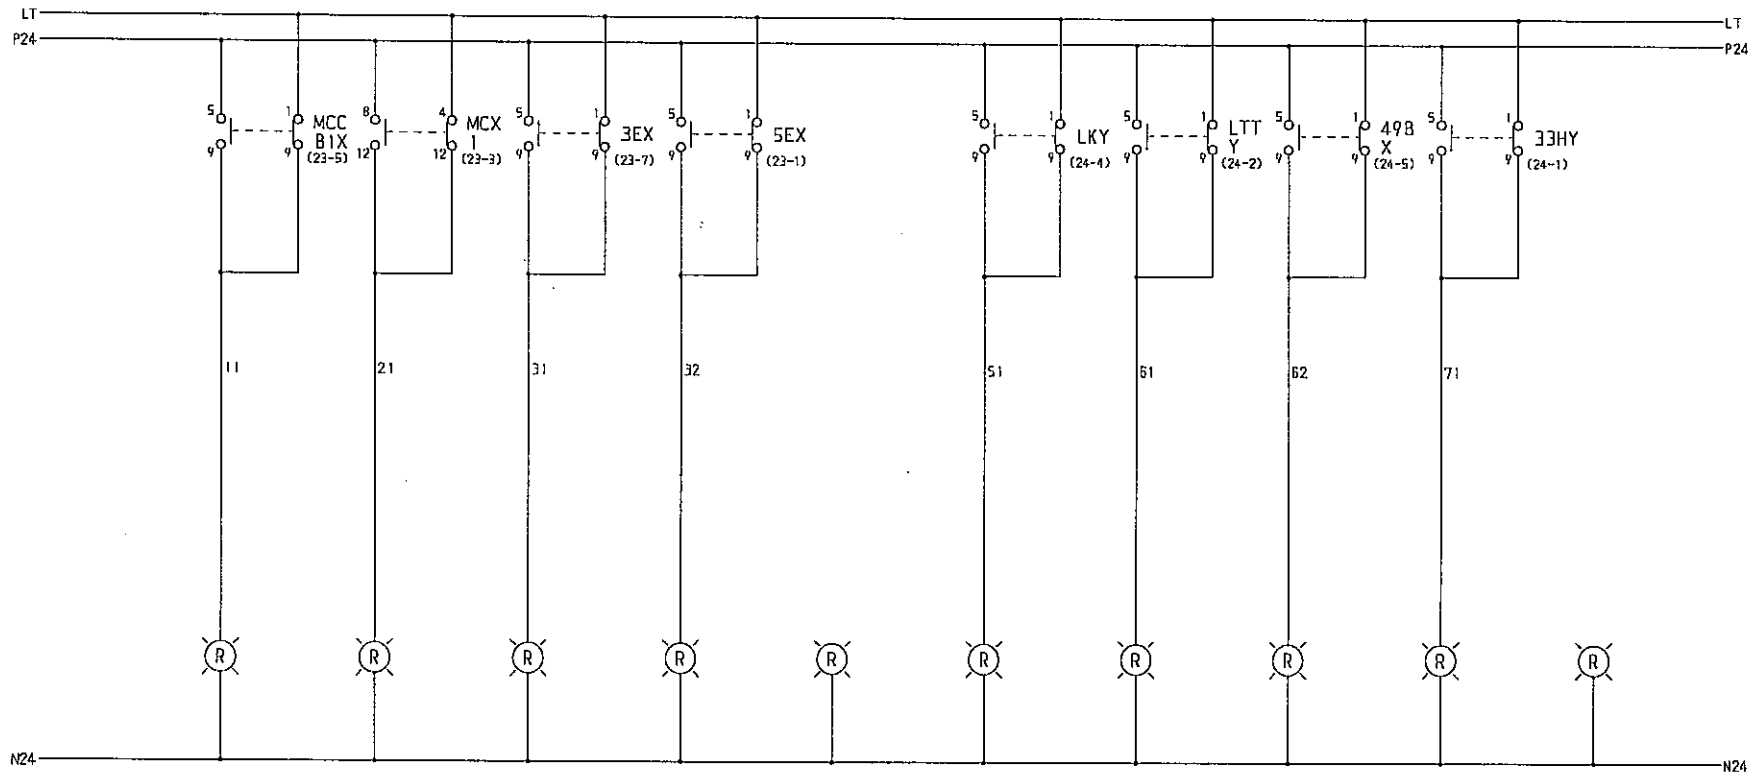 LT LT
P24 P24
5 1 MCC 8 4 MCX 5 1 3EX 5 1 5EX 5 1 LKY 5 1 LTT 5 1 49B 5 1 33HY
B1X 1 Y X
9 9 (23-5) 12 12 (23-3) 9 9 (23-7) 9 9 (23-1) 9 9 (24-4) 9 9 (24-2) 9 9 (24-5) 9 9 (24-1)
11 21 31 32 51 61 62 71
R R R R R R R R R R
N24 N24